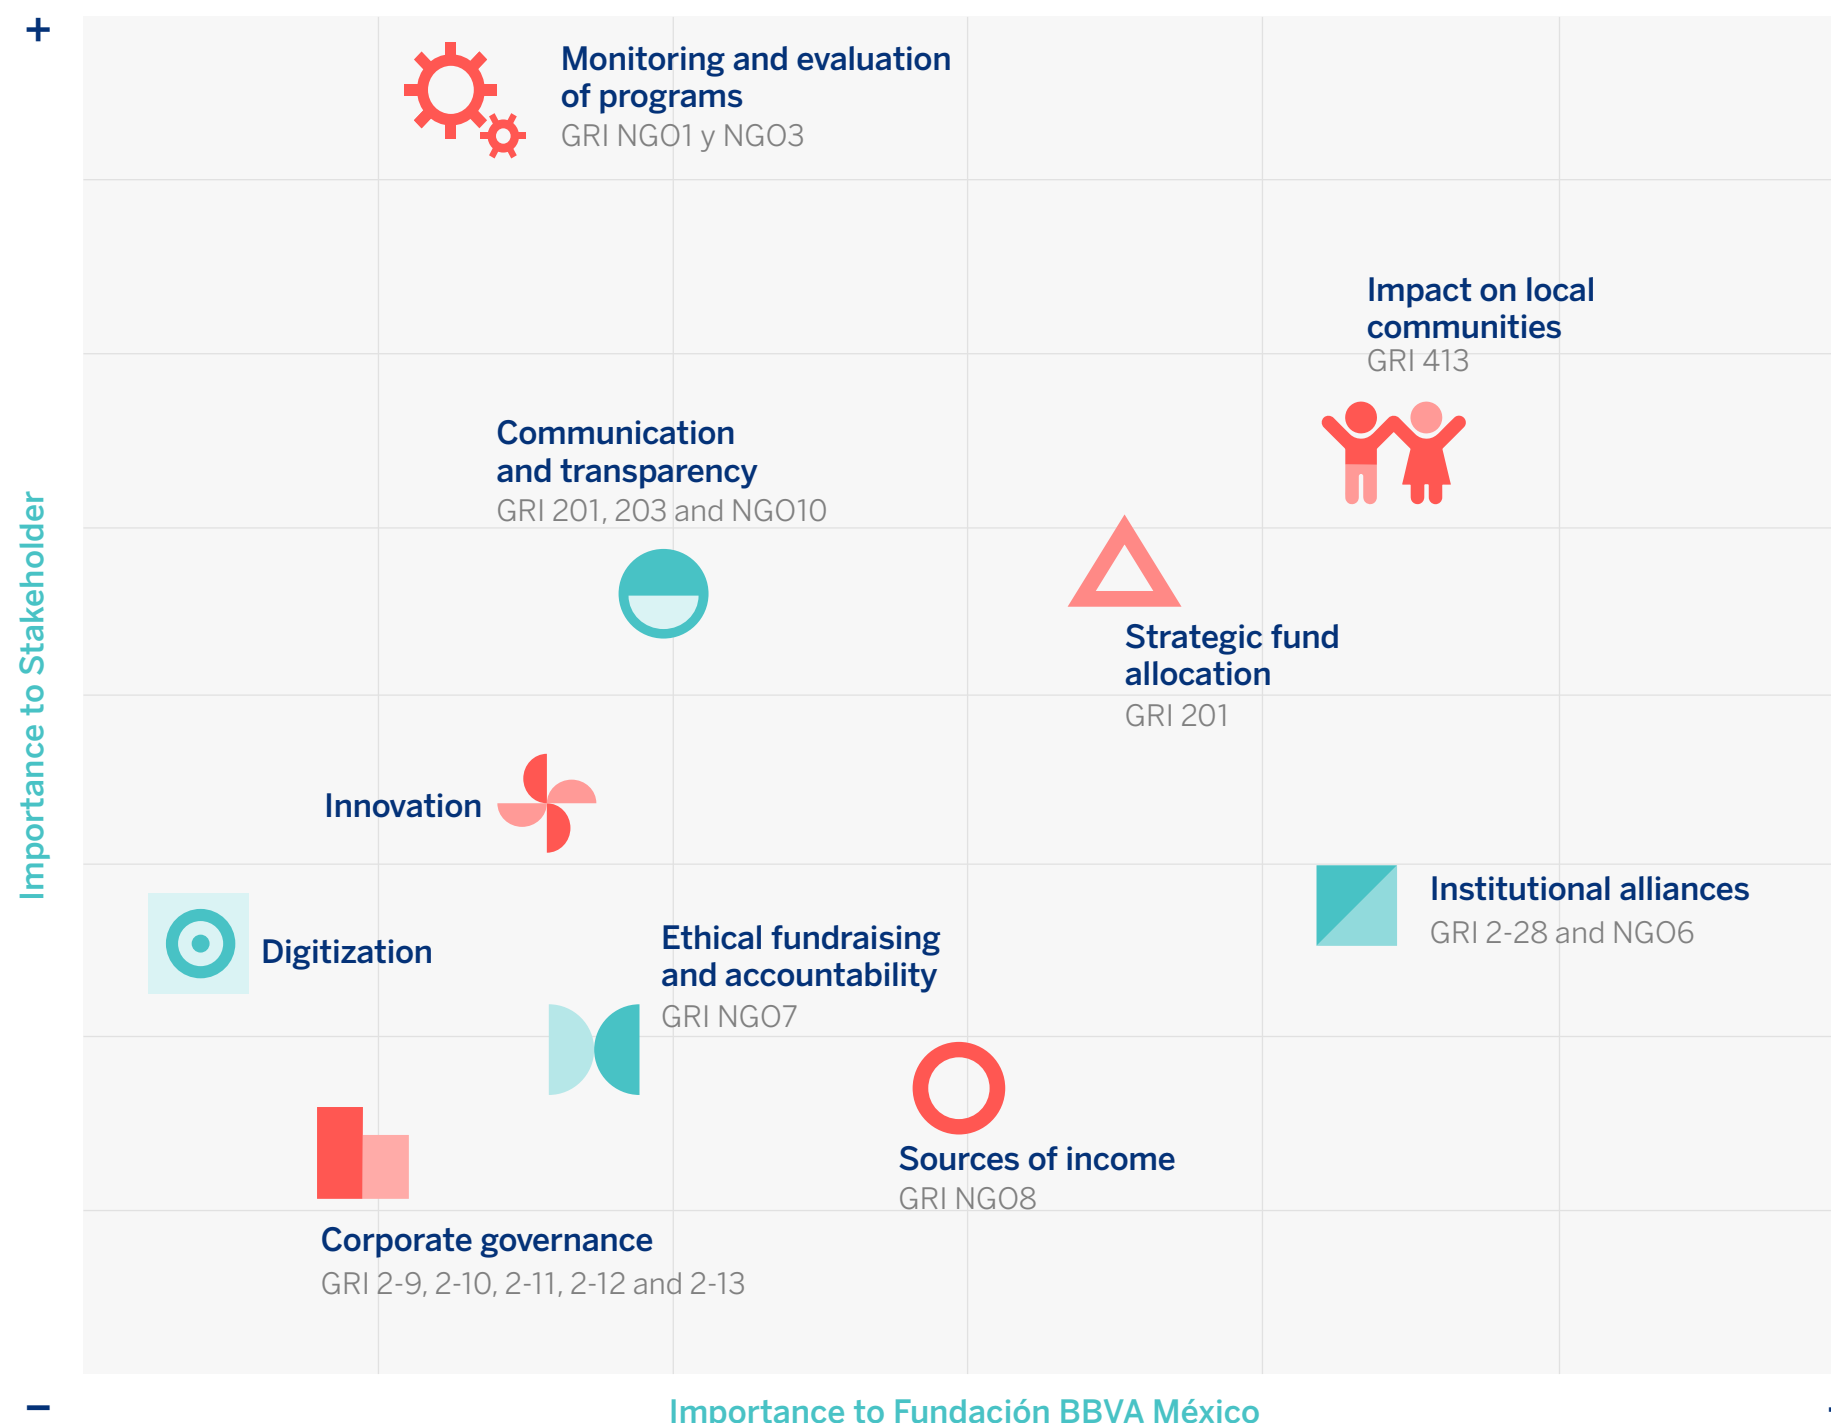 +
Monitoring and evaluation
of programs
GRI NGO1 y NGO3
Impact on local
communities
GRI 413
Communication
and transparency
GRI 201, 203 and NGO10
Strategic fund
allocation
GRI 201
Importance to Stakeholder
Innovation
Institutional alliances
GRI 2-28 and NGO6
Digitization
Ethical fundraising
and accountability
GRI NGO7
Sources of income
GRI NGO8
Corporate governance
GRI 2-9, 2-10, 2-11, 2-12 and 2-13
–
Importance to Fundación BBVA México